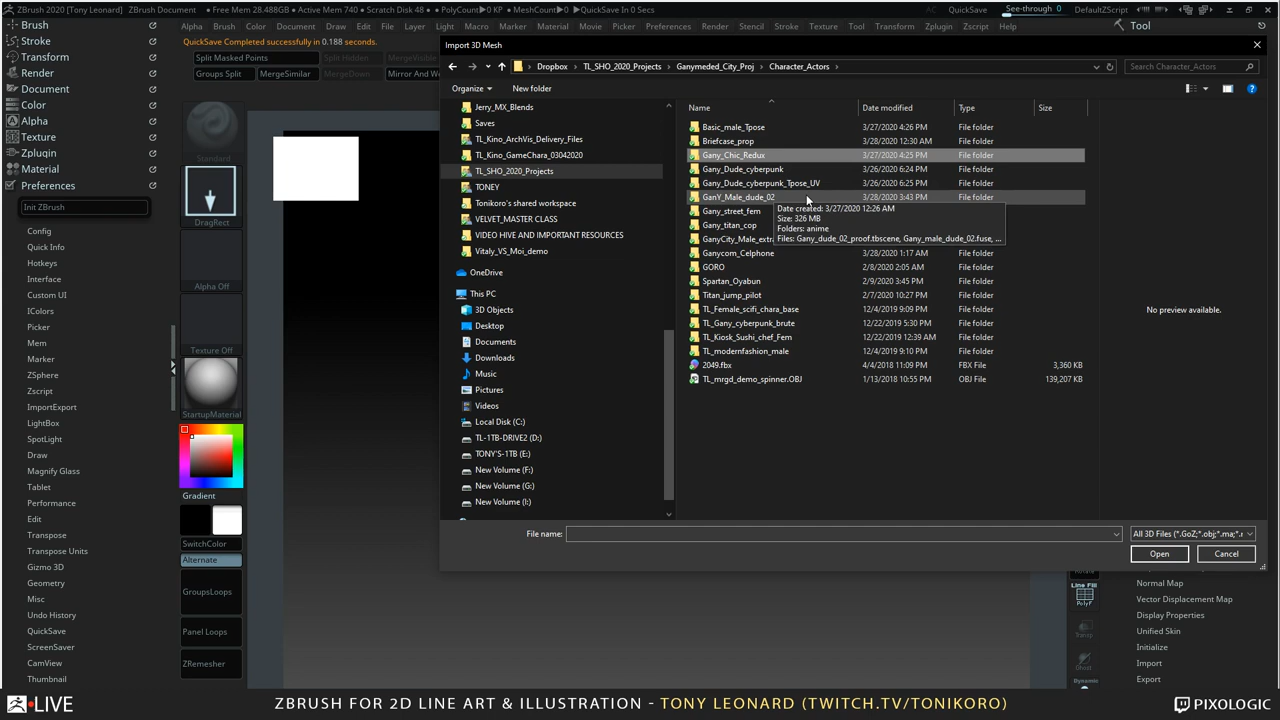 ZBrush 2020 [Tony Leonard] ZBrush Document • Free Mem 28.488GB • Active Mem 740 • Scratch Disk 48 • PolyCount▶0 KP • MeshCount▶0 ▶QuickSave In 0 Secs
AC QuickSave See-through 0 DefaultZScript
Brush
Stroke
Transform
Render
Document
Color
Alpha
Texture
Zplugin
Material
Preferences
Init ZBrush
Config
Quick Info
Hotkeys
Interface
Custom UI
IColors
Picker
Mem
Marker
ZSphere
Zscript
ImportExport
LightBox
SpotLight
Draw
Magnify Glass
Tablet
Performance
Edit
Transpose
Transpose Units
Gizmo 3D
Geometry
Misc
Undo History
QuickSave
ScreenSaver
CamView
Thumbnail
Alpha Brush Color Document Draw Edit File Layer Light Macro Marker Material Movie Picker Preferences Render Stencil Stroke Texture Tool Transform Zplugin Zscript Help
QuickSave Completed successfully in 0.188 seconds.
Split Masked Points Split Hidden MergeVisible
Groups Split MergeSimilar MergeDown Mirror And W
Standard
DragRect
Alpha Off
Texture Off
StartupMaterial
Gradient
SwitchColor
Alternate
GroupsLoops
Panel Loops
ZRemesher
Tool
Import 3D Mesh
Dropbox TL_SHO_2020_Projects Ganymeded_City_Proj Character_Actors Search Character_Actors
Organize New folder
Jerry_MX_Blends
Saves
TL_Kino_ArchVis_Delivery_Files
TL_Kino_GameChara_03042020
TL_SHO_2020_Projects
TONEY
Tonikoro's shared workspace
VELVET_MASTER CLASS
VIDEO HIVE AND IMPORTANT RESOURCES
Vitaly_VS_Moi_demo
OneDrive
This PC
3D Objects
Desktop
Documents
Downloads
Music
Pictures
Videos
Local Disk (C:)
TL-1TB-DRIVE2 (D:)
TONY'S-1TB (E:)
New Volume (F:)
New Volume (G:)
New Volume (I:)
Name Date modified Type Size
Basic_male_Tpose 3/27/2020 4:26 PM File folder
Briefcase_prop 3/28/2020 12:30 AM File folder
Gany_Chic_Redux 3/27/2020 4:25 PM File folder
Gany_Dude_cyberpunk 3/26/2020 6:24 PM File folder
Gany_Dude_cyberpunk_Tpose_UV 3/26/2020 6:25 PM File folder
GanY_Male_dude_02 3/28/2020 3:43 PM File folder
Gany_street_fem
Gany_titan_cop
GanyCity_Male_extr
Date created: 3/27/2020 12:26 AM
Size: 326 MB
Folders: anime
Files: Gany_dude_02_proof.tbscene, Gany_male_dude_02.fuse, ...
Ganycom_Celphone 3/28/2020 1:17 AM File folder
GORO 2/8/2020 2:05 AM File folder
Spartan_Oyabun 2/9/2020 3:45 PM File folder
Titan_jump_pilot 2/7/2020 10:27 PM File folder
TL_Female_scifi_chara_base 12/4/2019 9:10 PM File folder
TL_Gany_cyberpunk_brute 12/22/2019 5:30 PM File folder
TL_Kiosk_Sushi_chef_Fem 12/22/2019 12:39 AM File folder
TL_modernfashion_male 12/4/2019 9:10 PM File folder
2049.fbx 4/4/2018 11:09 PM FBX File 3,360 KB
TL_mrgd_demo_spinner.OBJ 1/13/2018 10:55 PM OBJ File 139,207 KB
No preview available.
File name: All 3D Files (*.GoZ;*.obj;*.ma;*.r
Open Cancel
Line Fill
PolyF
Transp
Ghost
Dynamic
Normal Map
Vector Displacement Map
Display Properties
Unified Skin
Initialize
Import
Export
LIVE ZBRUSH FOR 2D LINE ART & ILLUSTRATION - TONY LEONARD (TWITCH.TV/TONIKORO) PIXOLOGIC